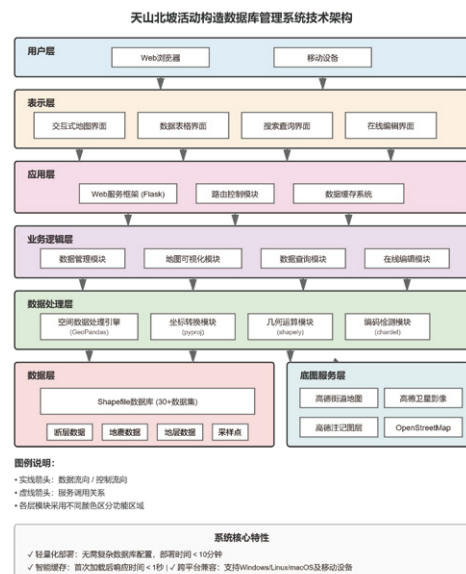 天山北坡活动构造数据库管理系统技术架构
用户层
Web浏览器
移动设备
表示层
交互式地图界面
数据表格界面
搜索查询界面
在线编辑界面
应用层
Web服务框架 (Flask)
路由控制模块
数据缓存系统
业务逻辑层
数据管理模块
地图可视化模块
数据查询模块
在线编辑模块
数据处理层
空间数据处理引擎
(GeoPandas)
坐标转换模块
(pyproj)
几何运算模块
(shapely)
编码检测模块
(chardet)
数据层
Shapefile数据库 (30+数据集)
断层数据
地震数据
地层数据
采样点
底图服务层
高德街道地图
高德卫星影像
高德注记图层
OpenStreetMap
图例说明：
• 实线箭头：数据流向 / 控制流向
• 虚线箭头：服务调用关系
• 各层模块采用不同颜色区分功能区域
系统核心特性
✓ 轻量化部署：无需复杂数据库配置，部署时间 < 10分钟
✓ 智能缓存：首次加载后响应时间 < 1秒 | ✓ 跨平台兼容：支持Windows/Linux/macOS及移动设备